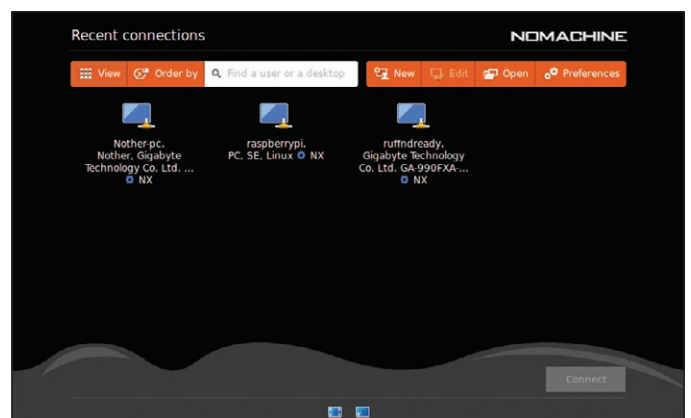 Recent connections
NOMACHINE
View Order by Find a user or a desktop New Edit Open Preferences
Nother-pc,
Nother, Gigabyte
Technology Co. Ltd. ...
NX
raspberrypi,
PC, SE, Linux NX
ruffndready,
Gigabyte Technology
Co. Ltd. GA-990FXA-...
NX
Connect